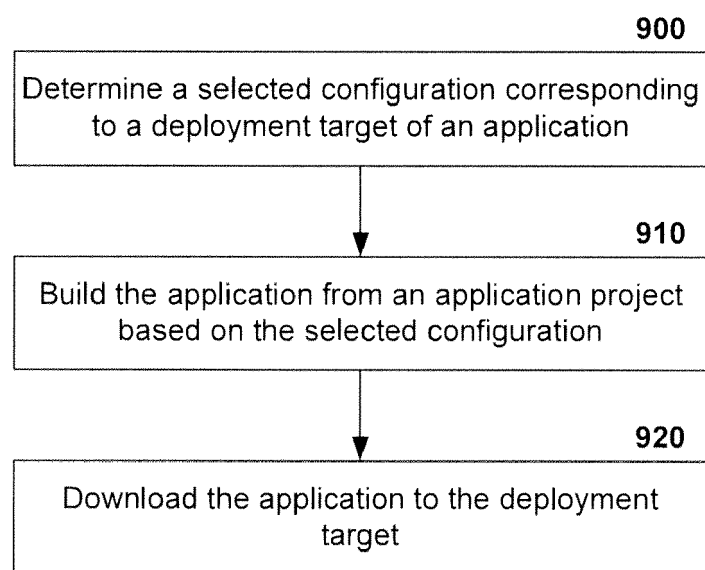 900
Determine a selected configuration corresponding
to a deployment target of an application
910
Build the application from an application project
based on the selected configuration
920
Download the application to the deployment
target